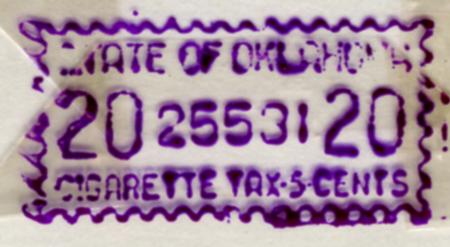 STATE OF OKLAHOMA
20 25531 20
CIGARETTE TAX-5-CENTS